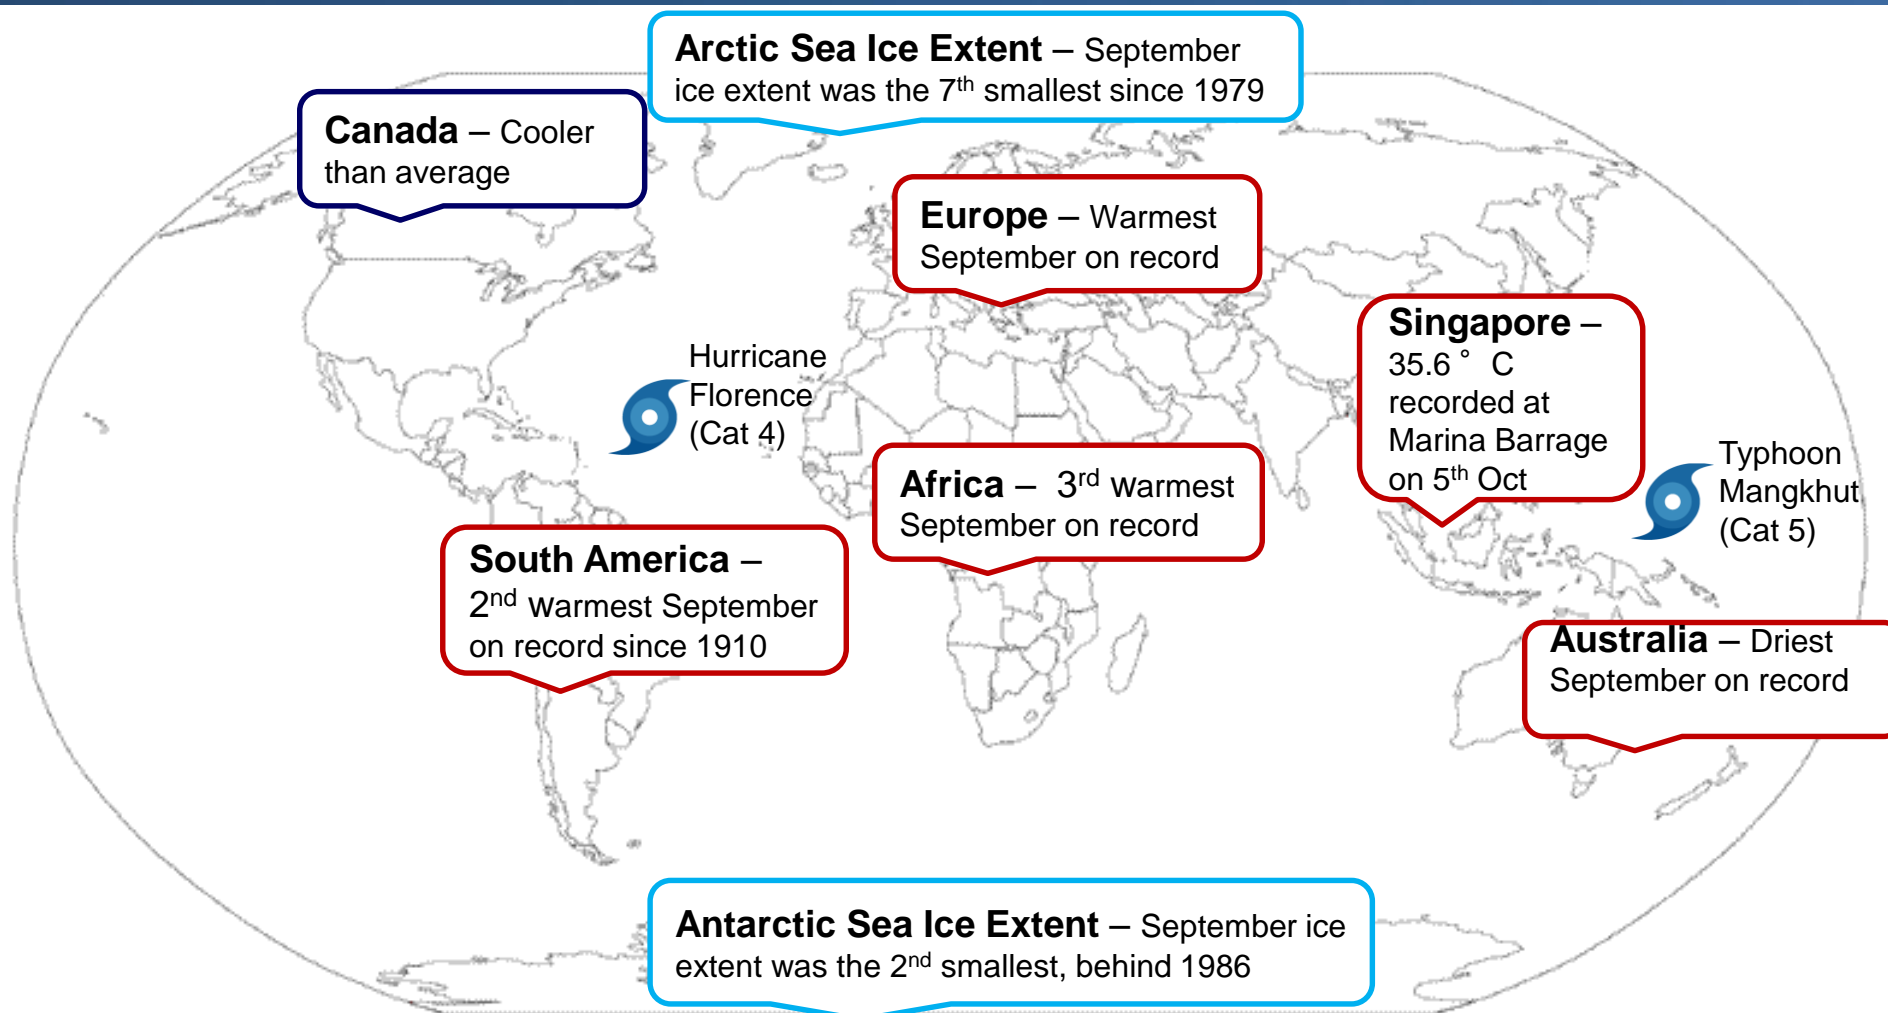 Arctic Sea Ice Extent – September
ice extent was the 7th smallest since 1979
Canada – Cooler
than average
Europe – Warmest
September on record
Singapore –
35.6 ° C
recorded at
Marina Barrage
on 5th Oct
Hurricane
Florence
(Cat 4)
Typhoon
Mangkhut
(Cat 5)
Africa – 3rd warmest
September on record
South America –
2nd warmest September
on record since 1910
Australia – Driest
September on record
Antarctic Sea Ice Extent – September ice
extent was the 2nd smallest, behind 1986